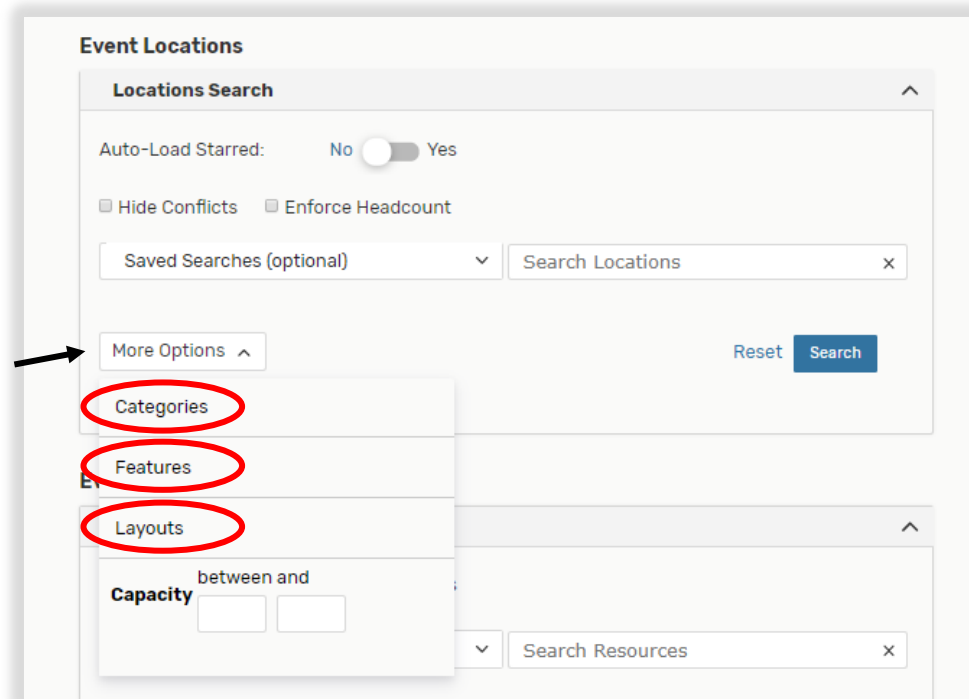 Event Locations
Locations Search
Auto-Load Starred: No Yes
Hide Conflicts Enforce Headcount
Saved Searches (optional) Search Locations x
More Options Reset Search
Categories
Features
Layouts
between and
Capacity
Search Resources x